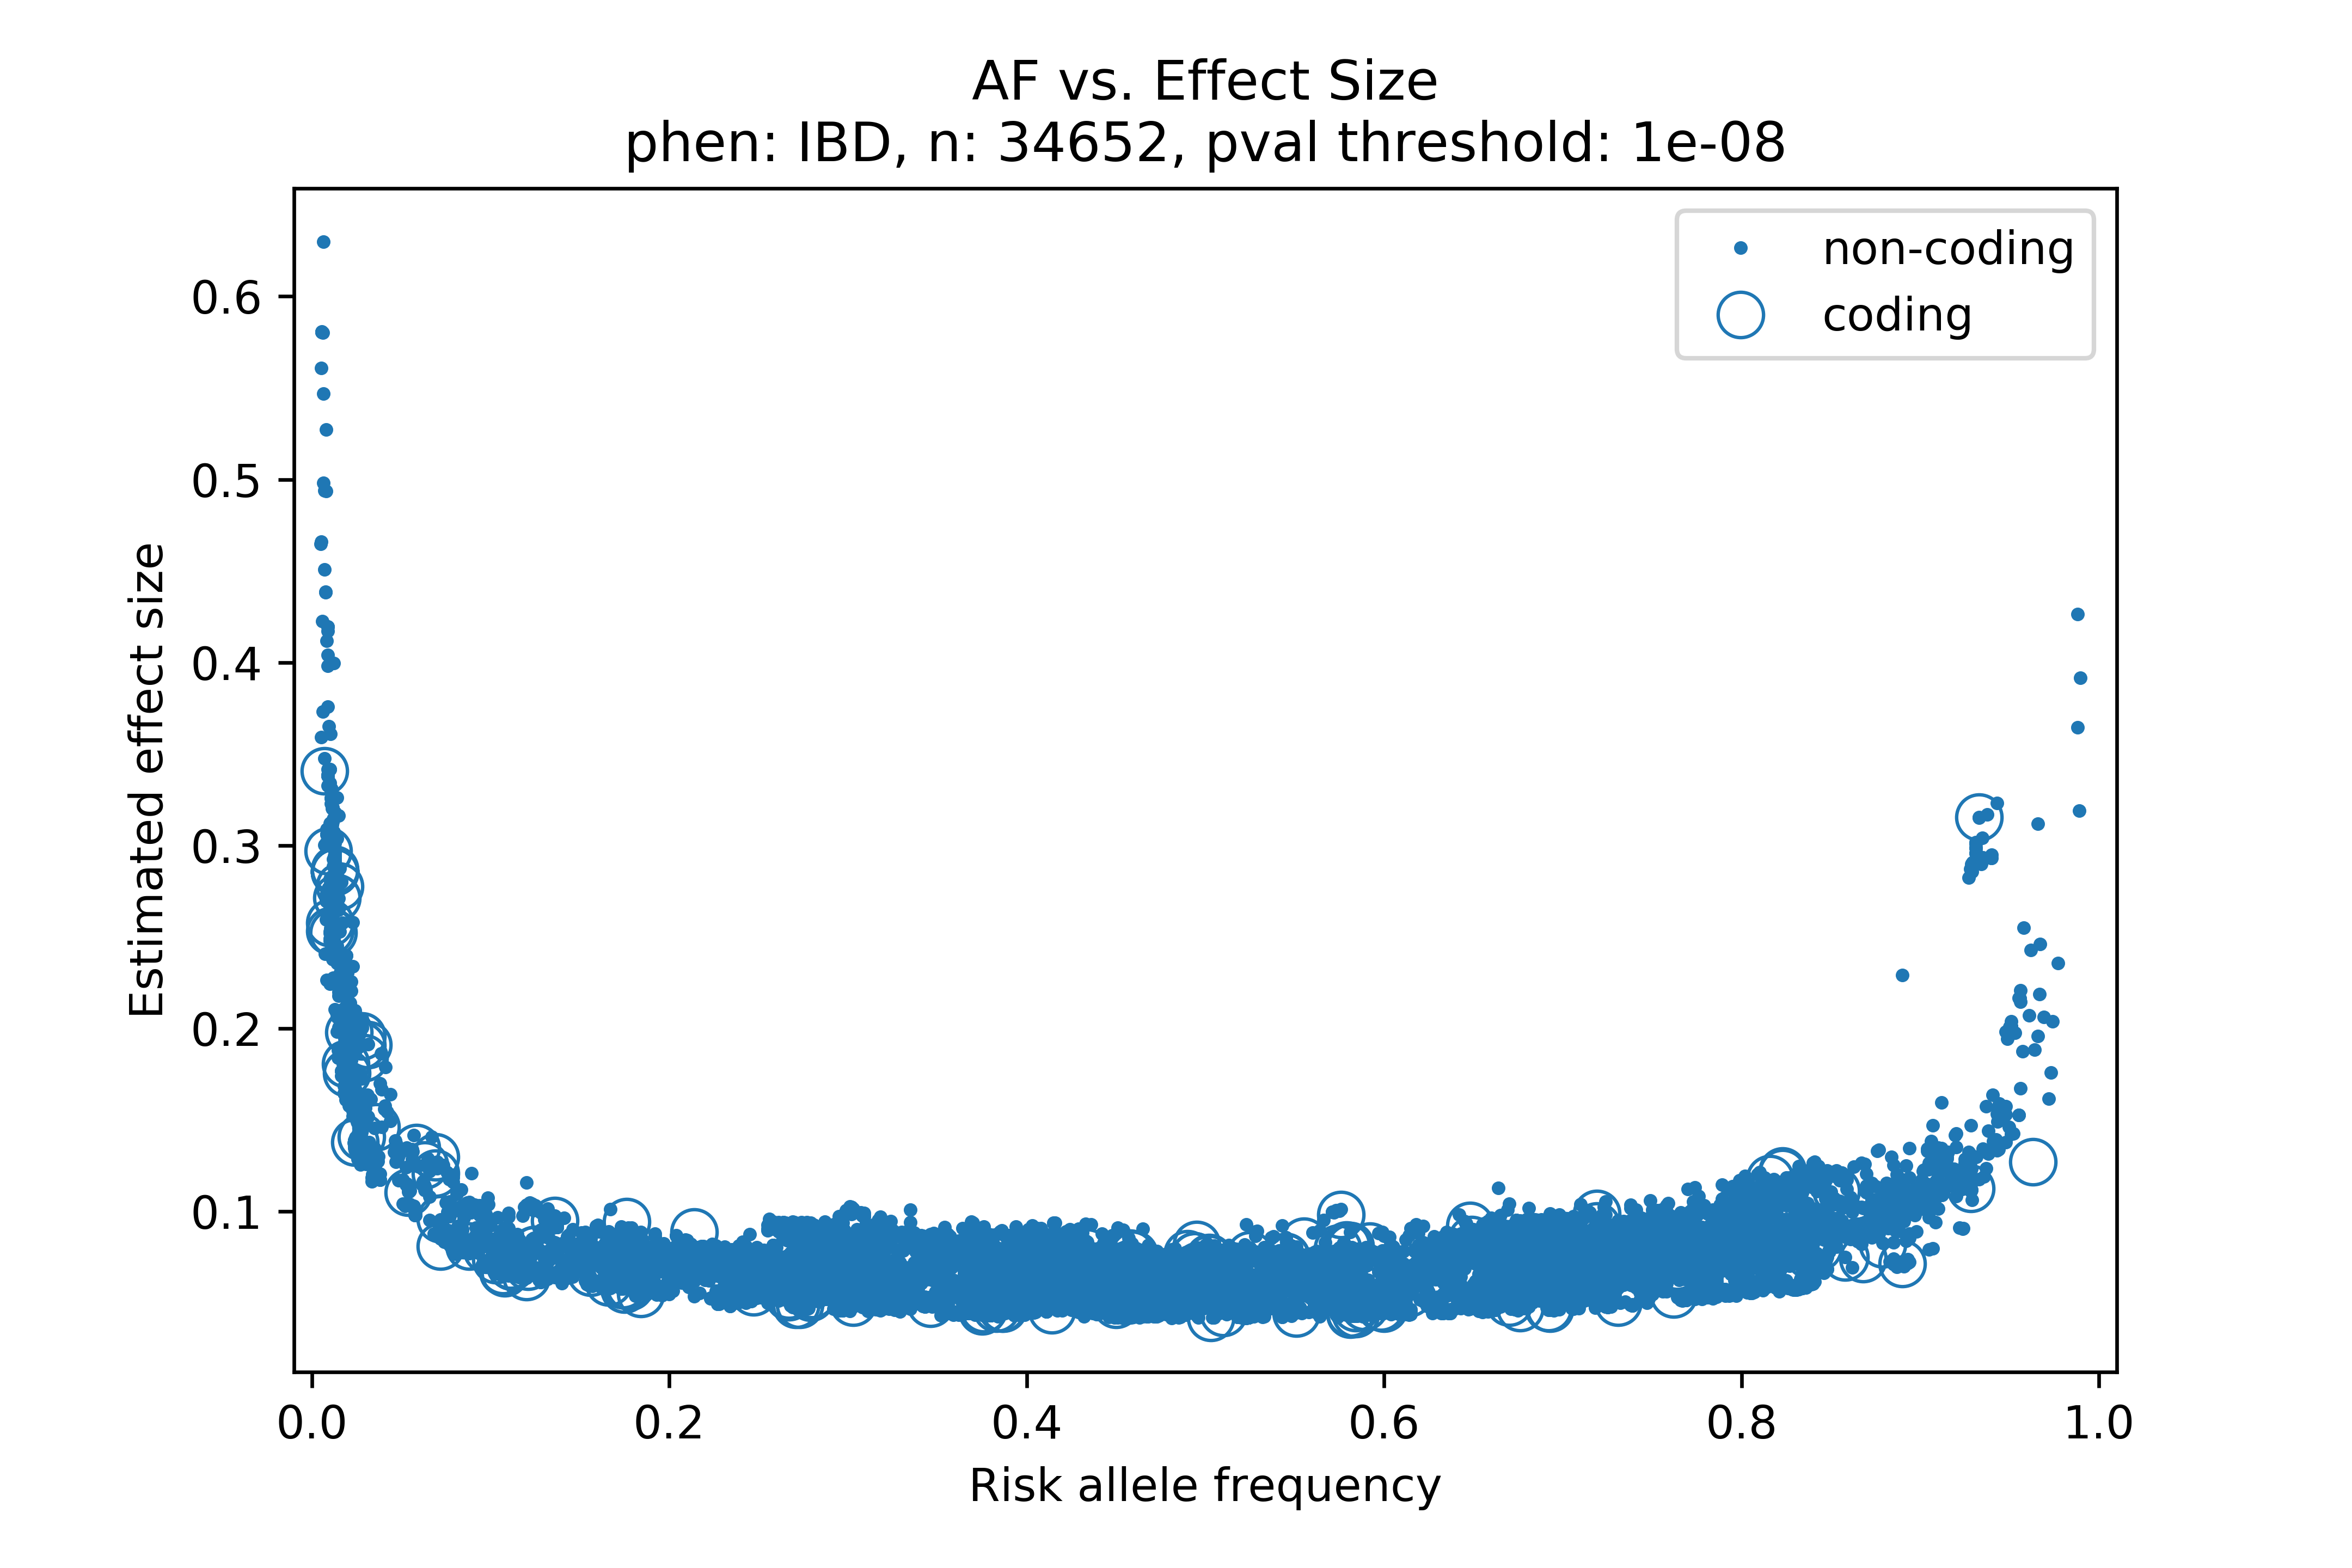 AF vs. Effect Size
phen: IBD, n: 34652, pval threshold: 1e-08
non-coding
coding
Estimated effect size
0.6
0.5
0.4
0.3
0.2
0.1
0.0 0.2 0.4 0.6 0.8 1.0
Risk allele frequency